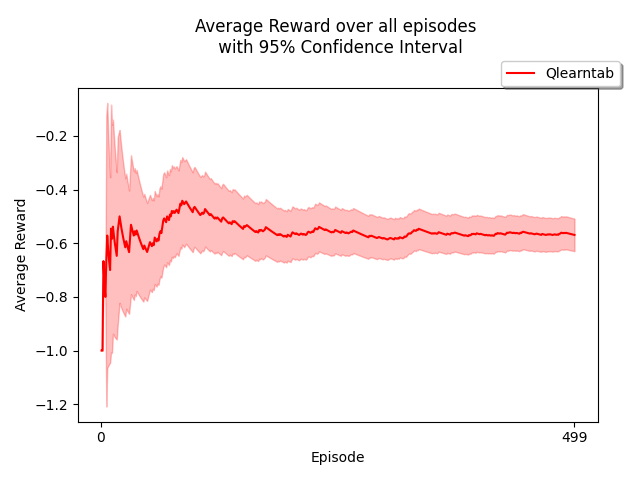 Average Reward over all episodes
with 95% Confidence Interval
Qlearntab
Average Reward
−0.2
−0.4
−0.6
−0.8
−1.0
−1.2
0
499
Episode